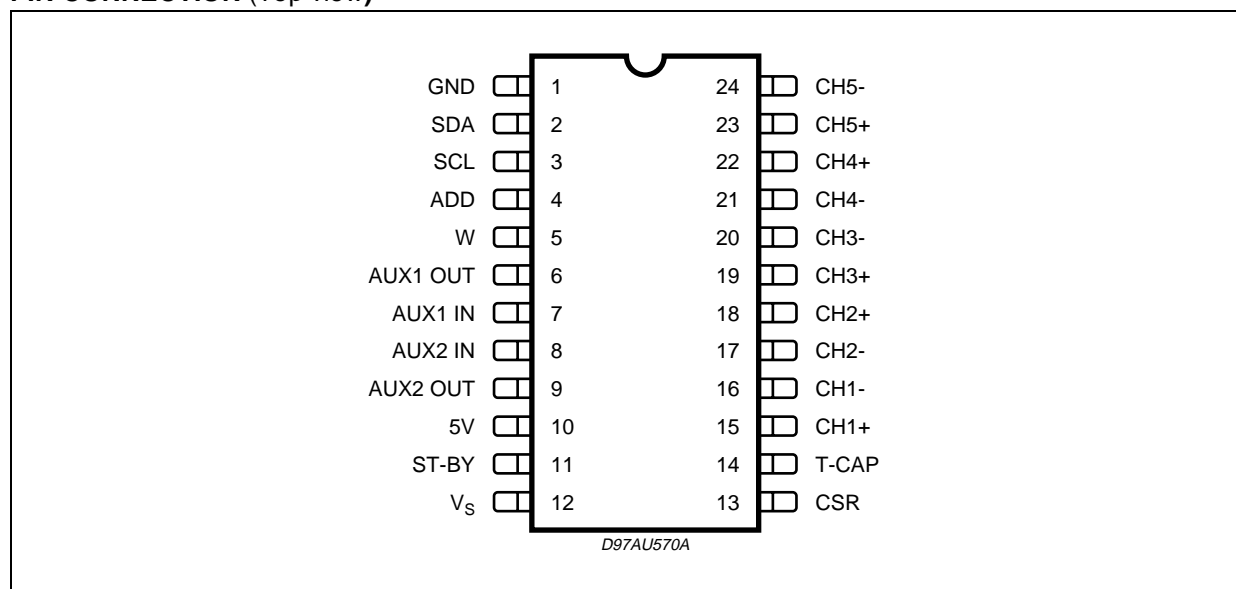 GND 1 24 CH5-
SDA 2 23 CH5+
SCL 3 22 CH4+
ADD 4 21 CH4-
W 5 20 CH3-
AUX1 OUT 6 19 CH3+
AUX1 IN 7 18 CH2+
AUX2 IN 8 17 CH2-
AUX2 OUT 9 16 CH1-
5V 10 15 CH1+
ST-BY 11 14 T-CAP
VS 12 13 CSR
D97AU570A